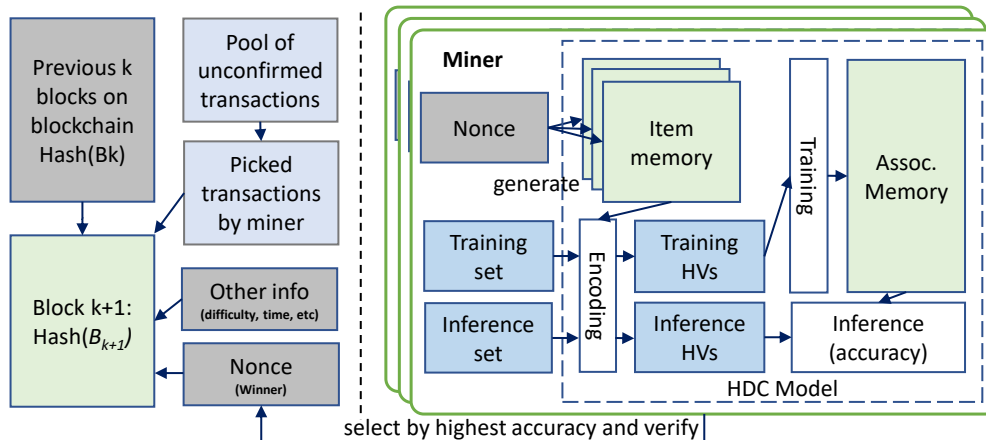 Previous k
blocks on
blockchain
Hash(Bk)
Pool of
unconfirmed
transactions
Picked
transactions
by miner
Block k+1:
Hash(B_{k+1})
Other info
(difficulty, time, etc)
Nonce
(Winner)
Miner
Nonce
generate
Item
memory
Training
Assoc.
Memory
Training
set
Encoding
Training
HVs
Inference
set
Inference
HVs
Inference
(accuracy)
HDC Model
select by highest accuracy and verify